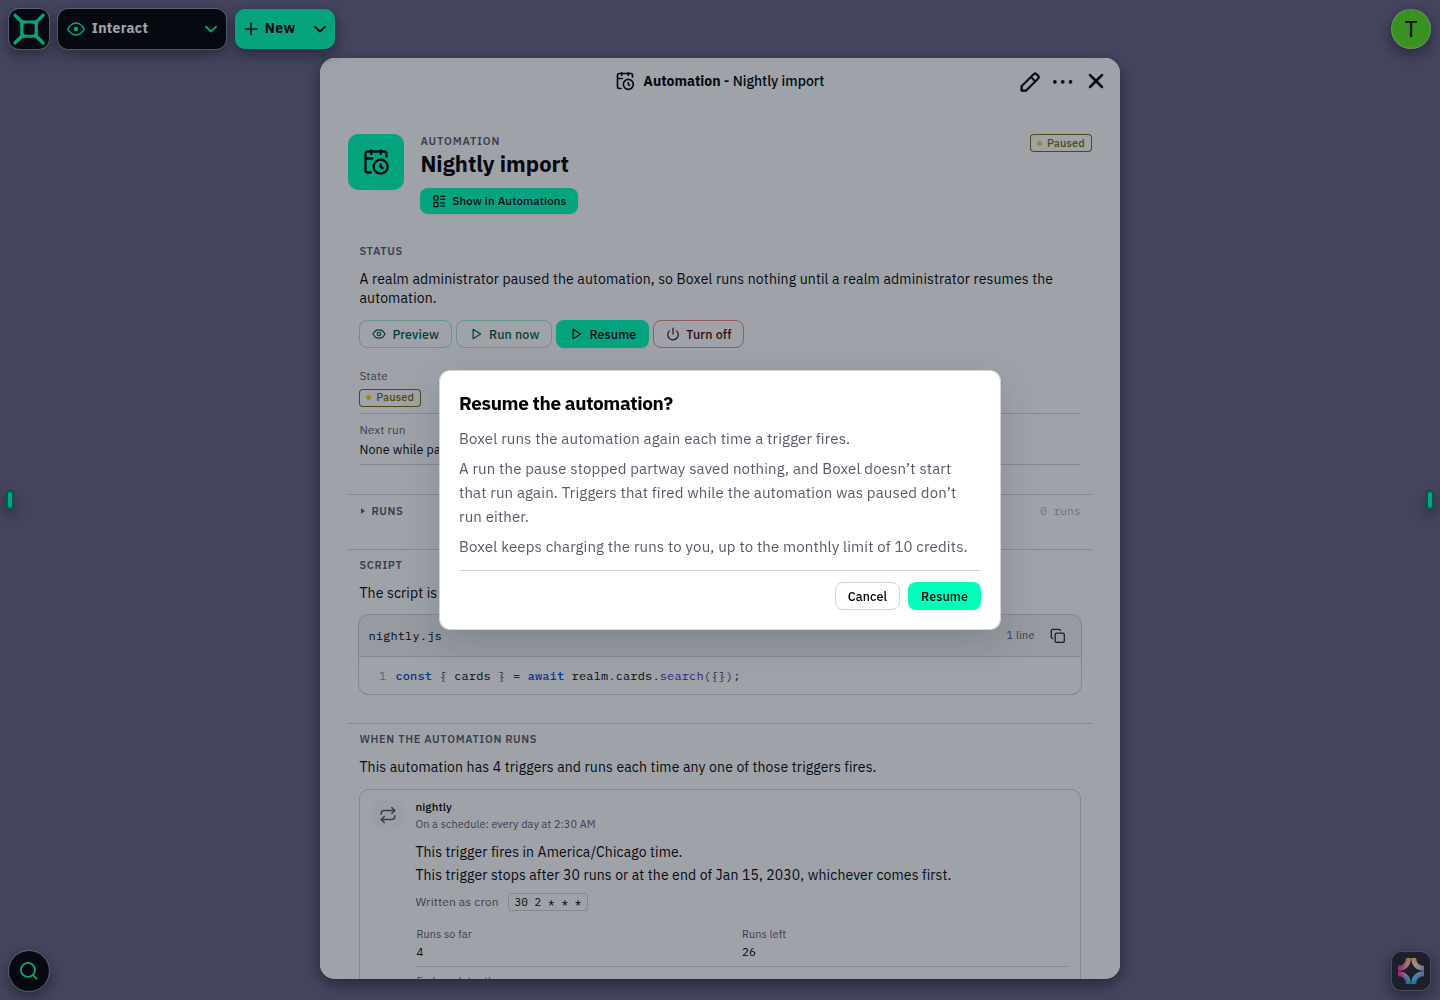 Interact
New
T
Automation - Nightly import
AUTOMATION
Nightly import
Paused
Show in Automations
STATUS
A realm administrator paused the automation, so Boxel runs nothing until a realm administrator resumes the
automation.
Preview
Run now
Resume
Turn off
State
Paused
Next run
None while pa
RUNS
0 runs
Resume the automation?
Boxel runs the automation again each time a trigger fires.
A run the pause stopped partway saved nothing, and Boxel doesn’t start
that run again. Triggers that fired while the automation was paused don’t
run either.
Boxel keeps charging the runs to you, up to the monthly limit of 10 credits.
Cancel
Resume
SCRIPT
The script is
nightly.js
1 line
1 const { cards } = await realm.cards.search({});
WHEN THE AUTOMATION RUNS
This automation has 4 triggers and runs each time any one of those triggers fires.
nightly
On a schedule: every day at 2:30 AM
This trigger fires in America/Chicago time.
This trigger stops after 30 runs or at the end of Jan 15, 2030, whichever comes first.
Written as cron 30 2 * * *
Runs so far
4
Runs left
26